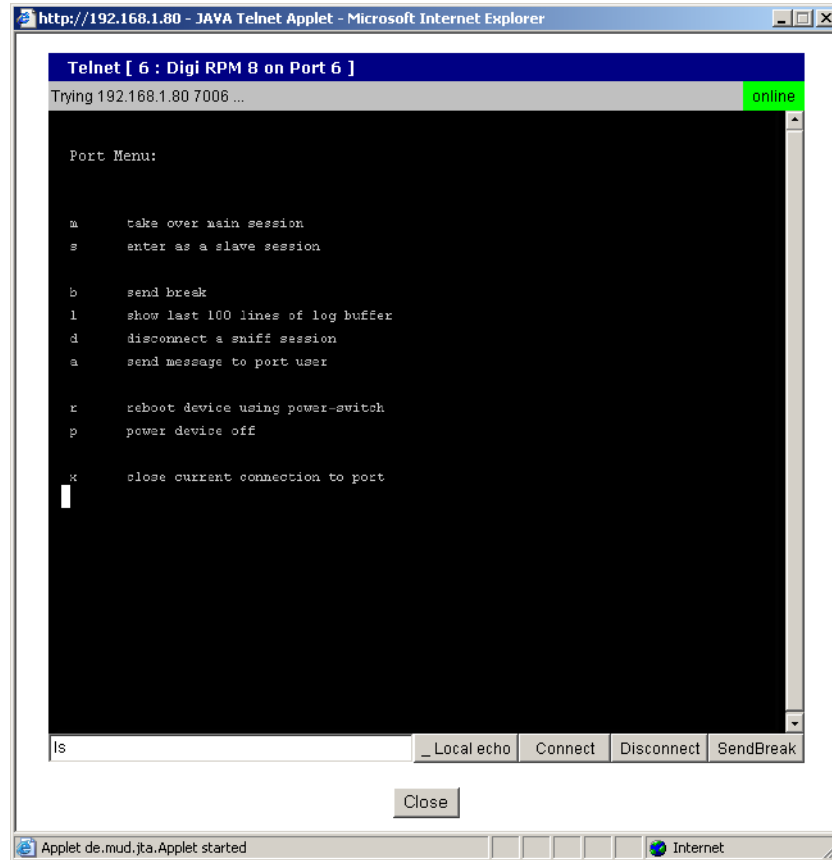 http://192.168.1.80 - JAVA Telnet Applet - Microsoft Internet Explorer
Telnet [ 6 : Digi RPM 8 on Port 6 ]
Trying 192.168.1.80 7006 ...
online
Port Menu:
m take over main session
s enter as a slave session
b send break
l show last 100 lines of log buffer
d disconnect a sniff session
a send message to port user
r reboot device using power-switch
p power device off
x close current connection to port
ls
_ Local echo
Connect
Disconnect
SendBreak
Close
Applet de.mud.jta.Applet started
Internet